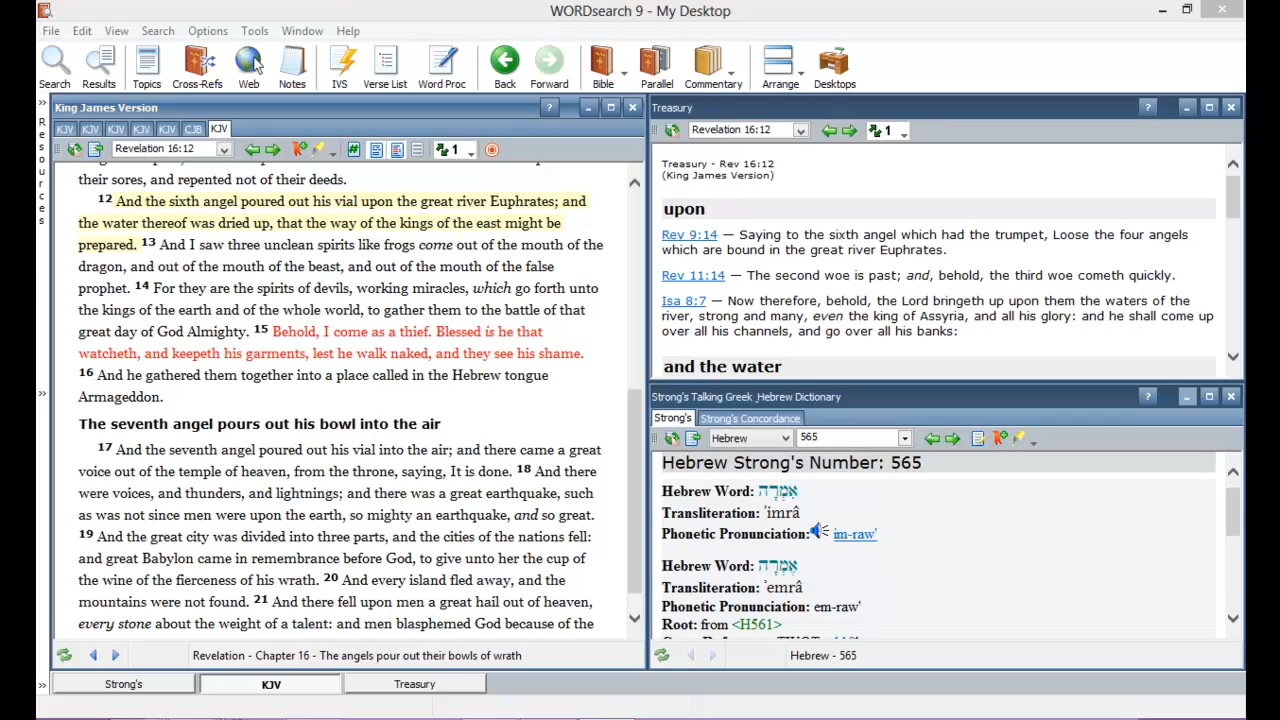 WORDsearch 9 - My Desktop
File Edit View Search Options Tools Window Help
Search Results Topics Cross-Refs Web Notes IVS Verse List Word Proc Back Forward Bible Parallel Commentary Arrange Desktops
Resources
King James Version
KJV KJV KJV KJV KJV CJB KJV
Revelation 16:12
1
their sores, and repented not of their deeds.
12 And the sixth angel poured out his vial upon the great river Euphrates; and
the water thereof was dried up, that the way of the kings of the east might be
prepared. 13 And I saw three unclean spirits like frogs come out of the mouth of the
dragon, and out of the mouth of the beast, and out of the mouth of the false
prophet. 14 For they are the spirits of devils, working miracles, which go forth unto
the kings of the earth and of the whole world, to gather them to the battle of that
great day of God Almighty. 15 Behold, I come as a thief. Blessed is he that
watcheth, and keepeth his garments, lest he walk naked, and they see his shame.
16 And he gathered them together into a place called in the Hebrew tongue
Armageddon.
The seventh angel pours out his bowl into the air
17 And the seventh angel poured out his vial into the air; and there came a great
voice out of the temple of heaven, from the throne, saying, It is done. 18 And there
were voices, and thunders, and lightnings; and there was a great earthquake, such
as was not since men were upon the earth, so mighty an earthquake, and so great.
19 And the great city was divided into three parts, and the cities of the nations fell:
and great Babylon came in remembrance before God, to give unto her the cup of
the wine of the fierceness of his wrath. 20 And every island fled away, and the
mountains were not found. 21 And there fell upon men a great hail out of heaven,
every stone about the weight of a talent: and men blasphemed God because of the
Revelation - Chapter 16 - The angels pour out their bowls of wrath
Treasury
Revelation 16:12
1
Treasury - Rev 16:12
(King James Version)
upon
Rev 9:14 — Saying to the sixth angel which had the trumpet, Loose the four angels
which are bound in the great river Euphrates.
Rev 11:14 — The second woe is past; and, behold, the third woe cometh quickly.
Isa 8:7 — Now therefore, behold, the Lord bringeth up upon them the waters of the
river, strong and many, even the king of Assyria, and all his glory: and he shall come
up over all his channels, and go over all his banks:
and the water
Strong's Talking Greek Hebrew Dictionary
Strong's Strong's Concordance
Hebrew 565
Hebrew Strong's Number: 565
Hebrew Word: אִמְרָה
Transliteration: ʾimrâ
Phonetic Pronunciation: im-raw'
Hebrew Word: אֶמְרָה
Transliteration: ʾemrâ
Phonetic Pronunciation: em-raw'
Root: from <H561>
Hebrew - 565
Strong's KJV Treasury